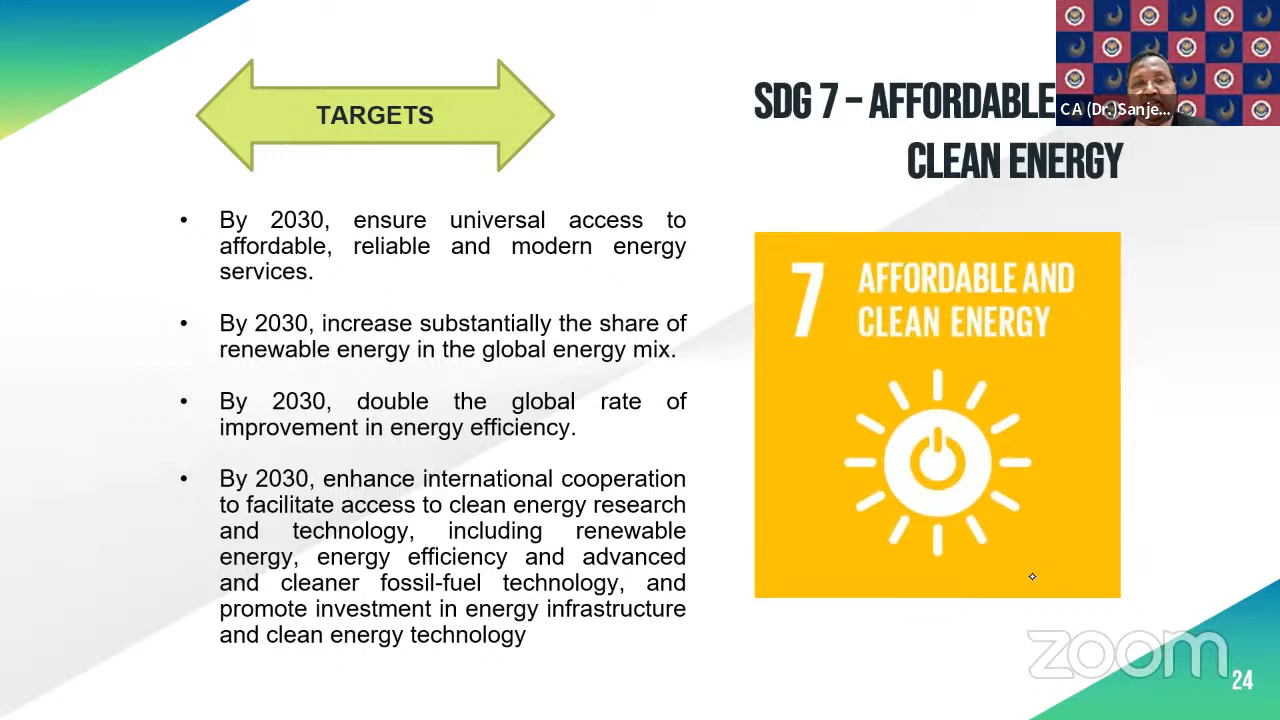 TARGETS
SDG 7 – AFFORDABLE
CLEAN ENERGY
CA (Dr.)Sanje...
• By 2030, ensure universal access to
affordable, reliable and modern energy
services.
• By 2030, increase substantially the share of
renewable energy in the global energy mix.
• By 2030, double the global rate of
improvement in energy efficiency.
• By 2030, enhance international cooperation
to facilitate access to clean energy research
and technology, including renewable
energy, energy efficiency and advanced
and cleaner fossil-fuel technology, and
promote investment in energy infrastructure
and clean energy technology
7 AFFORDABLE AND
CLEAN ENERGY
zoom
24